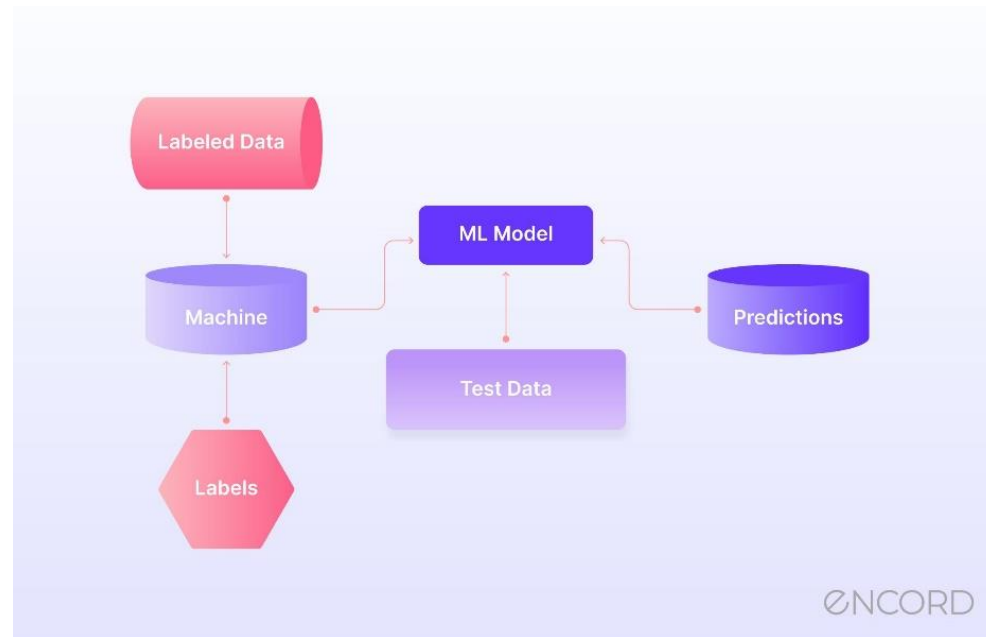 Labeled Data
ML Model
Machine
Predictions
Test Data
Labels
ENCORD